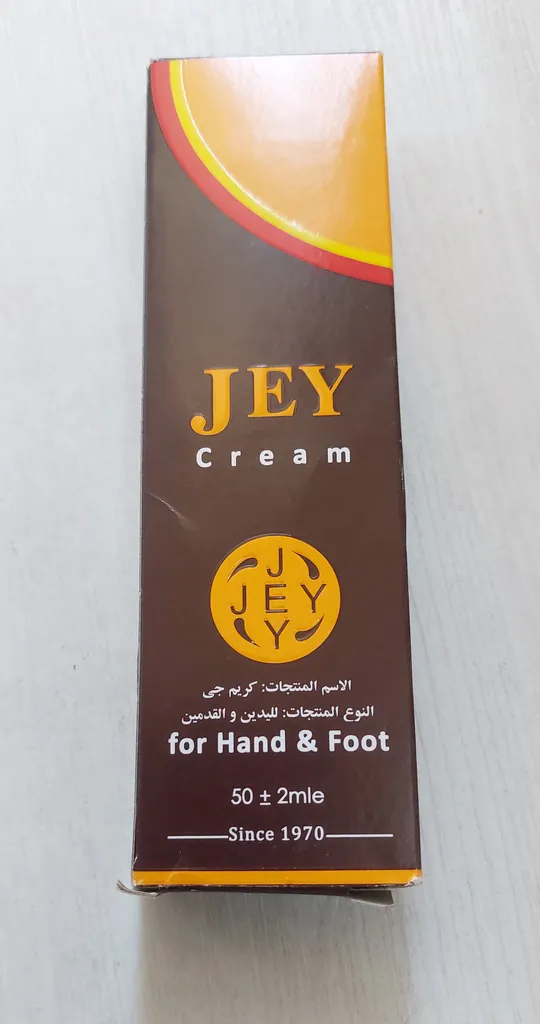 JEY
Cream
J
JEY
Y
الاسم المنتجات: كريم جى
النوع المنتجات: لليدين و القدمين
for Hand & Foot
50 ± 2mle
Since 1970